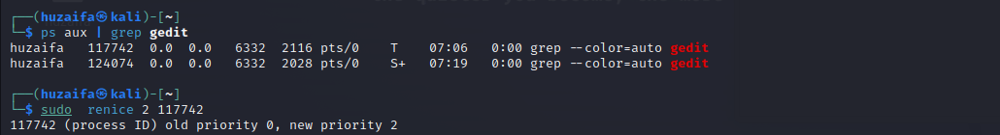 ┌──(huzaifa㉿kali)-[~]
└─$ ps aux | grep gedit
huzaifa   117742  0.0  0.0   6332  2116 pts/0    T    07:06   0:00 grep --color=auto gedit
huzaifa   124074  0.0  0.0   6332  2028 pts/0    S+   07:19   0:00 grep --color=auto gedit
┌──(huzaifa㉿kali)-[~]
└─$ sudo  renice 2 117742
117742 (process ID) old priority 0, new priority 2